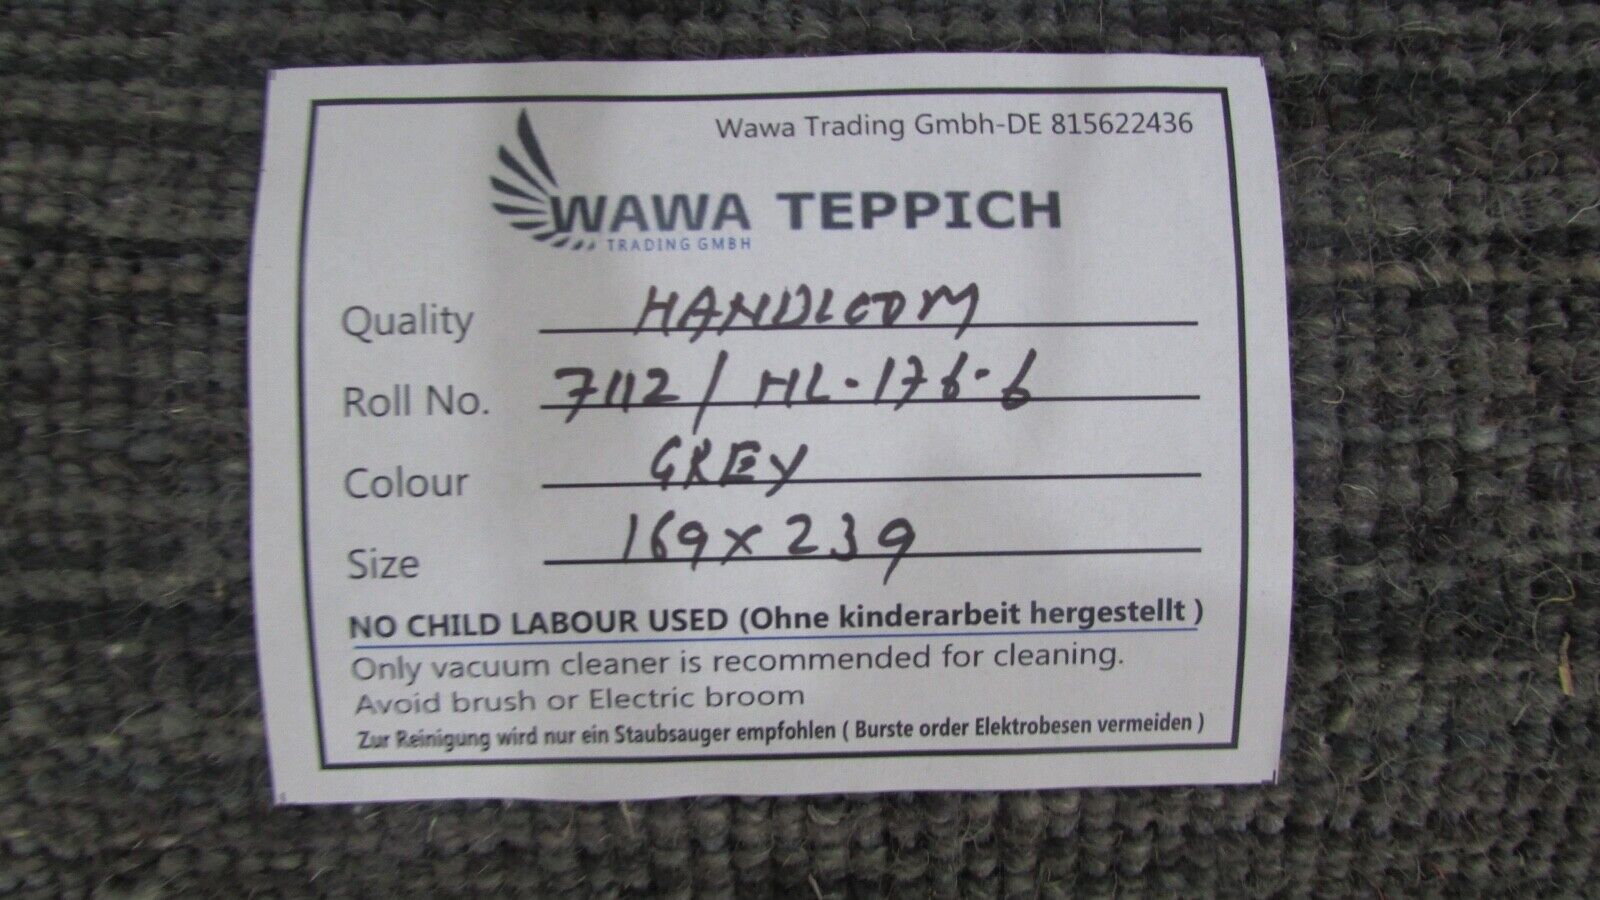 Wawa Trading Gmbh-DE 815622436
WAWA TEPPICH
TRADING GMBH
Quality HANDLOOM
Roll No. 7112 / HL-176-6
Colour GREY
Size 169x239
NO CHILD LABOUR USED (Ohne kinderarbeit hergestellt )
Only vacuum cleaner is recommended for cleaning.
Avoid brush or Electric broom
Zur Reinigung wird nur ein Staubsauger empfohlen ( Burste order Elektrobesen vermeiden )